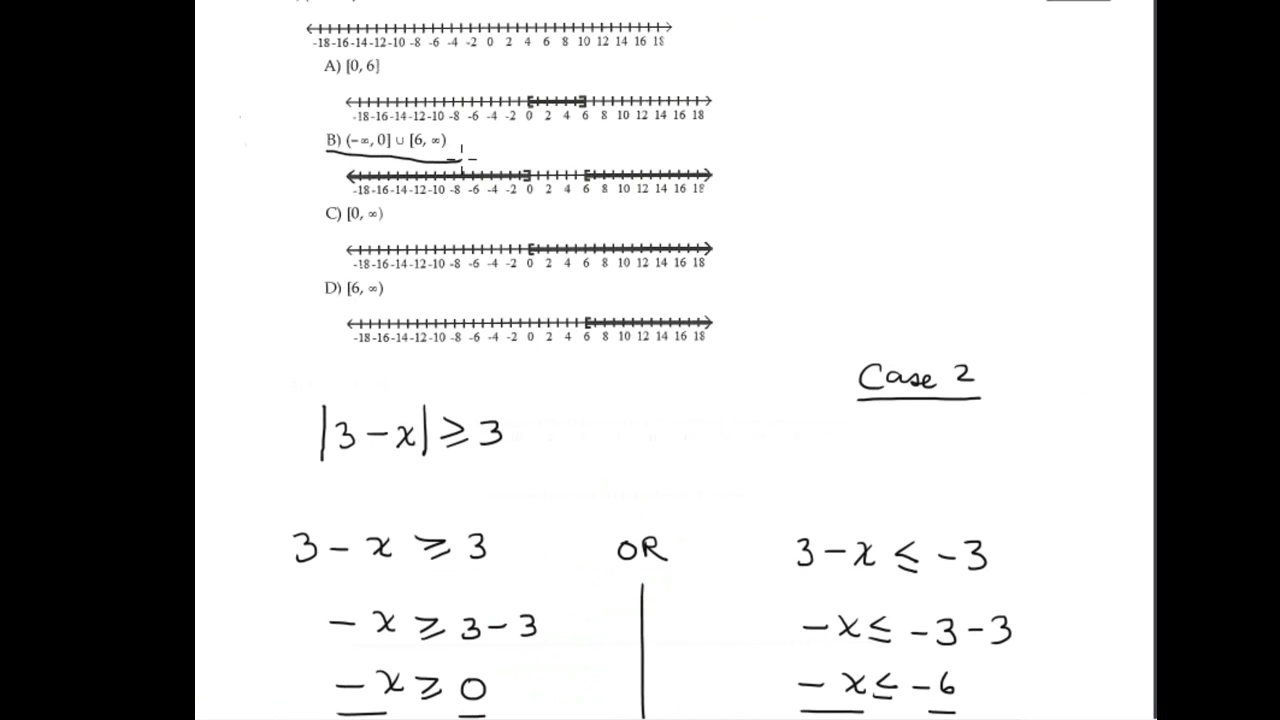 -18 -16 -14 -12 -10 -8 -6 -4 -2 0 2 4 6 8 10 12 14 16 18
A) [0, 6]
-18 -16 -14 -12 -10 -8 -6 -4 -2 0 2 4 6 8 10 12 14 16 18
B) (-∞, 0] ∪ [6, ∞)
-18 -16 -14 -12 -10 -8 -6 -4 -2 0 2 4 6 8 10 12 14 16 18
C) [0, ∞)
-18 -16 -14 -12 -10 -8 -6 -4 -2 0 2 4 6 8 10 12 14 16 18
D) [6, ∞)
-18 -16 -14 -12 -10 -8 -6 -4 -2 0 2 4 6 8 10 12 14 16 18
Case 2
|3 - x| ≥ 3
3 - x ≥ 3 OR 3 - x ≤ -3
- x ≥ 3 - 3 - x ≤ -3 - 3
- x ≥ 0 - x ≤ -6